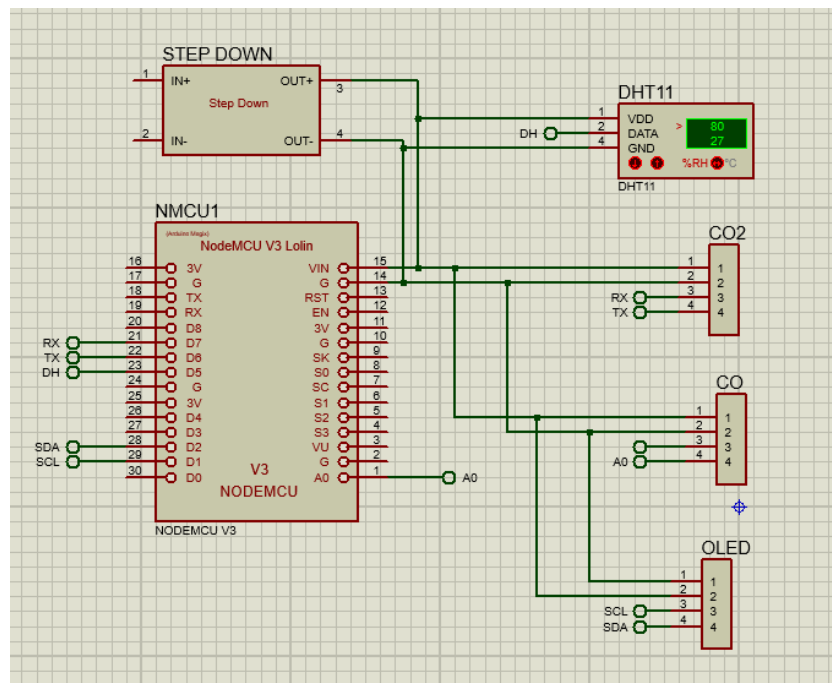 STEP DOWN
1 IN+ OUT+ 3
Step Down
2 IN- OUT- 4
DHT11
1 VDD
DH 2 DATA
4 GND
> 80
27
%RH °C
DHT11
NMCU1
(Arduino Megix)
NodeMCU V3 Lolin
16 3V VIN 15
17 G G 14
18 TX RST 13
19 RX EN 12
20 D8 3V 11
RX 21 D7 G 10
TX 22 D6 SK 9
DH 23 D5 S0 8
24 G SC 7
25 3V S1 6
26 D4 S2 5
27 D3 S3 4
SDA 28 D2 VU 3
SCL 29 D1 G 2
30 D0 A0 1 A0
V3
NODEMCU
NODEMCU V3
CO2
1 1
2 2
RX 3 3
TX 4 4
CO
1 1
2 2
3 3
A0 4 4
OLED
1 1
2 2
SCL 3 3
SDA 4 4